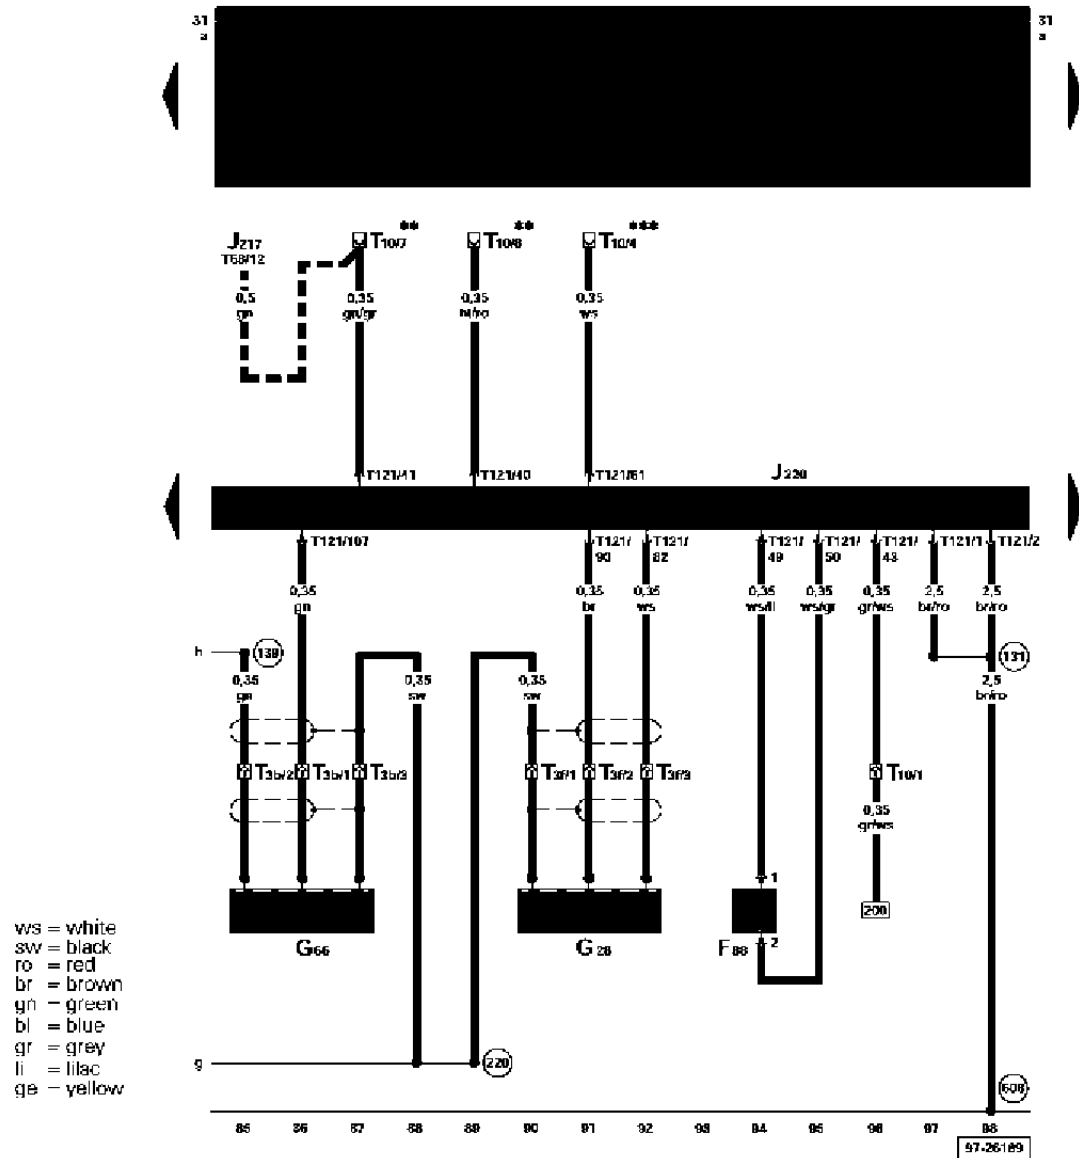 31 31
a a
J217 T10/7 ** T10/8 ** T10/4 ***
T68/12
0,5 0,35 0,35 0,35
gn gn/gr bl/ro ws
T121/41 T121/40 T121/61 J220
T121/107 T121/90 T121/82 T121/49 T121/50 T121/43 T121/1 T121/2
0,35 0,35 0,35 0,35 0,35 0,35 2,5 2,5
gn br ws ws/li ws/gr gr/ws br/ro br/ro
h 139 131
0,35 0,35 0,35 2,5
ge sw sw br/ro
T3b/2 T3b/1 T3b/3 T3f/1 T3f/2 T3f/3 T10/1
0,35
gr/ws
1
200
G66 G28 F88 2
ws = white
sw = black
ro = red
br = brown
gn = green
bl = blue
gr = grey
li = lilac
ge = yellow
g 220
608
85 86 87 88 89 90 91 92 93 94 95 96 97 98
97-26189